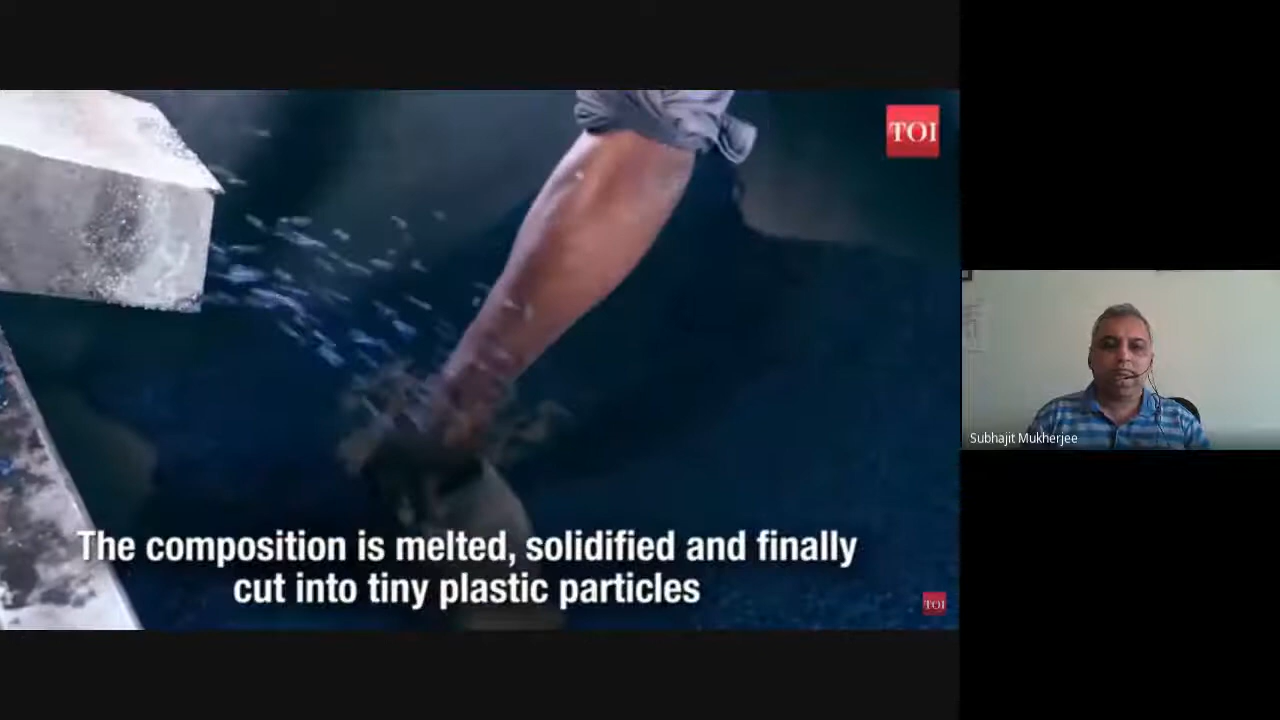 TOI
The composition is melted, solidified and finally
cut into tiny plastic particles
TOI
Subhajit Mukherjee